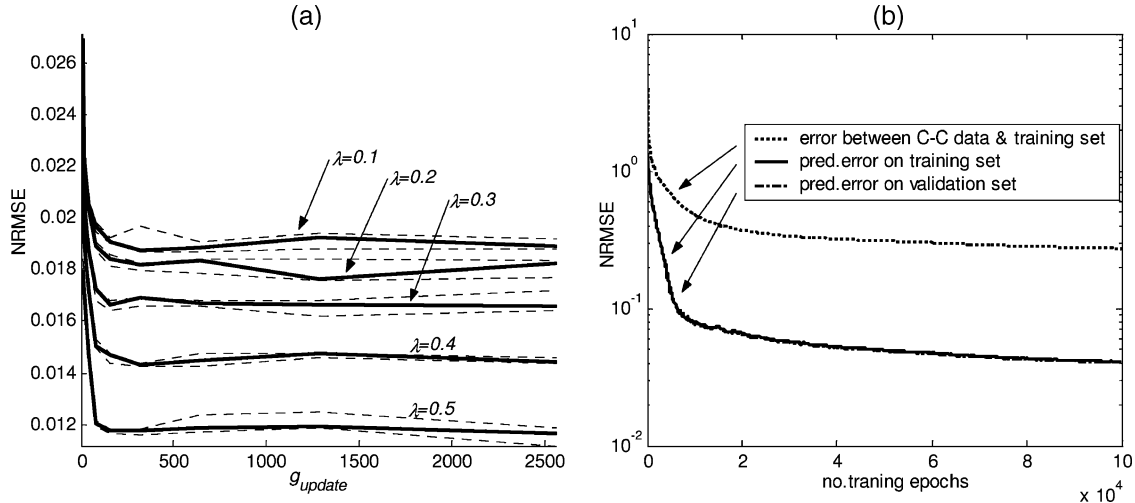 (a)
(b)
NRMSE
0.026
0.024
0.022
0.02
0.018
0.016
0.014
0.012
λ=0.1
λ=0.2
λ=0.3
λ=0.4
λ=0.5
0 500 1000 1500 2000 2500
g_update
NRMSE
10^1
10^0
10^-1
10^-2
error between C-C data & training set
pred.error on training set
pred.error on validation set
0 2 4 6 8 10
no.traning epochs
x 10^4